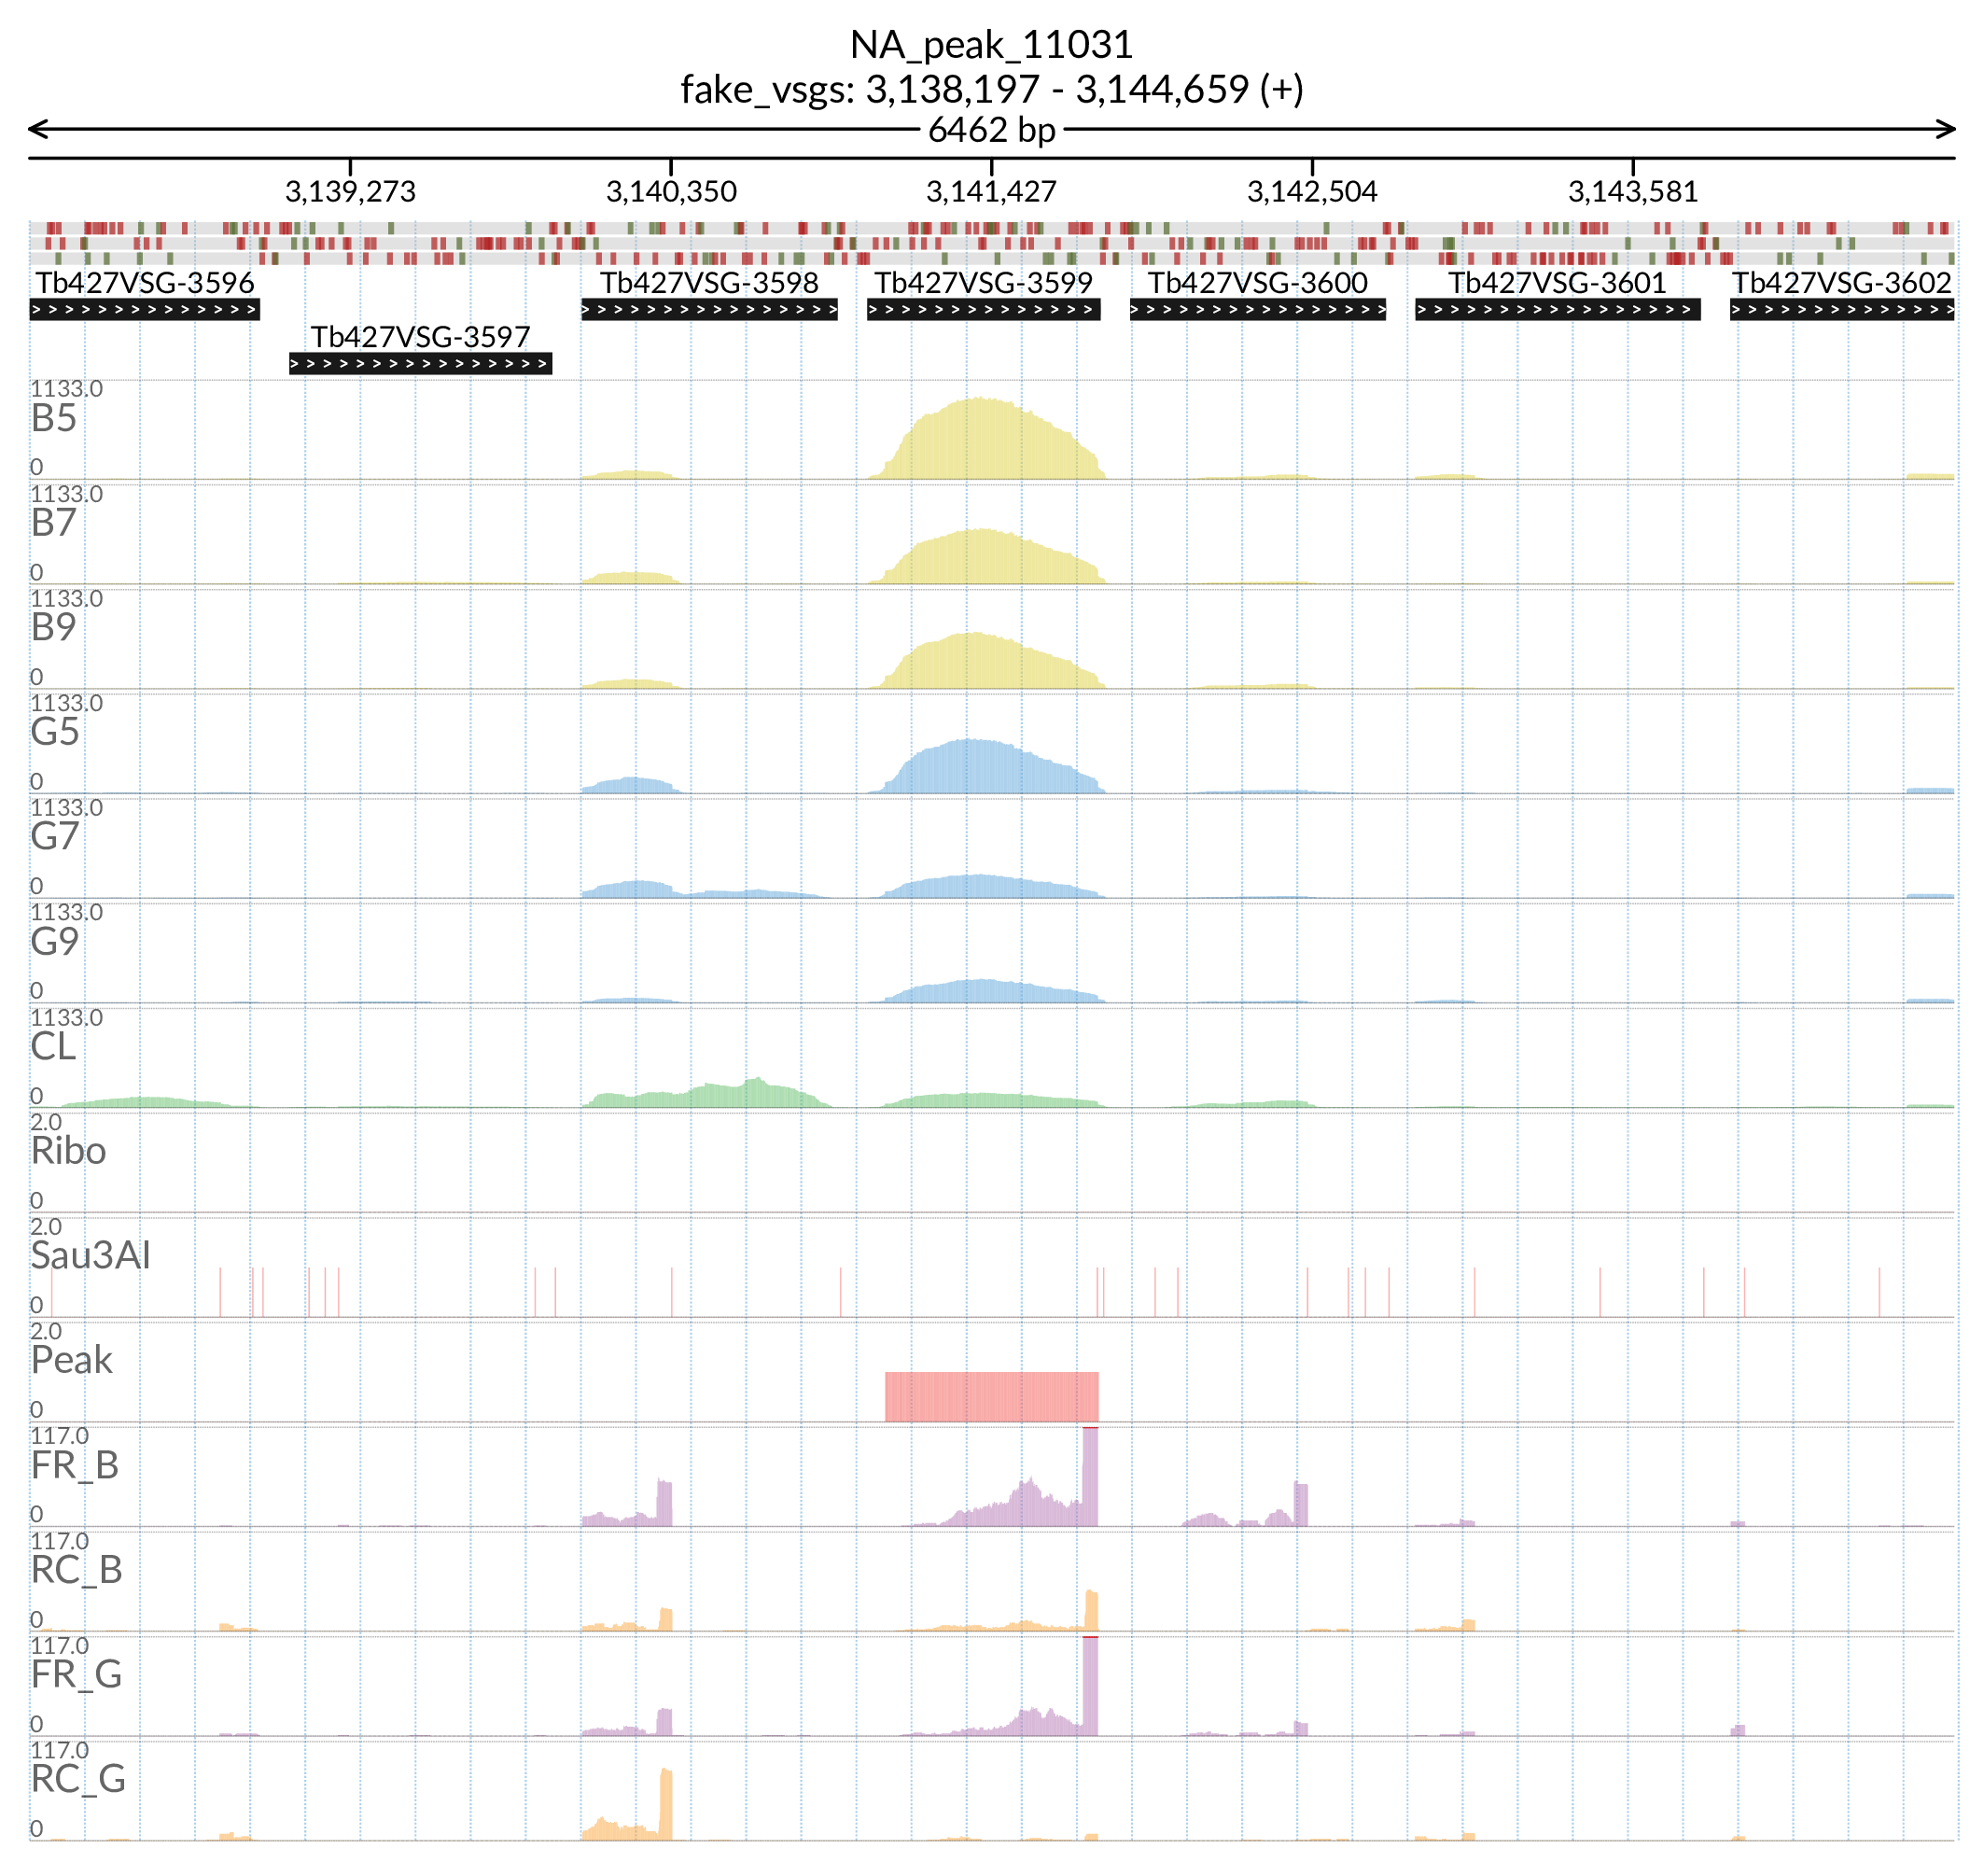 NA_peak_11031
fake_vsgs: 3,138,197 - 3,144,659 (+)
6462 bp
3,139,273 3,140,350 3,141,427 3,142,504 3,143,581
Tb427VSG-3596 Tb427VSG-3598 Tb427VSG-3599 Tb427VSG-3600 Tb427VSG-3601 Tb427VSG-3602
Tb427VSG-3597
1133.0
B5
0
1133.0
B7
0
1133.0
B9
0
1133.0
G5
0
1133.0
G7
0
1133.0
G9
0
1133.0
CL
0
2.0
Ribo
0
2.0
Sau3AI
0
2.0
Peak
0
117.0
FR_B
0
117.0
RC_B
0
117.0
FR_G
0
117.0
RC_G
0